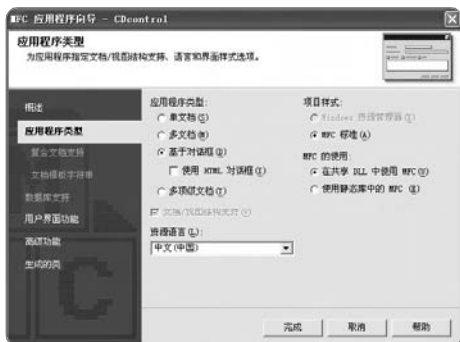 MFC 应用程序向导 - CDcontrol
应用程序类型
为应用程序指定文档/视图结构支持、语言和界面样式选项。
概述
应用程序类型
复合文档支持
文档模板字符串
数据库支持
用户界面功能
高级功能
生成的类
应用程序类型:
单文档(S)
多文档(M)
基于对话框(D)
使用 HTML 对话框(T)
多顶级文档(L)
文档/视图结构支持(V)
资源语言(L):
中文(中国)
项目样式:
Windows 资源管理器(X)
MFC 标准(A)
MFC 的使用:
在共享 DLL 中使用 MFC(U)
使用静态库中的 MFC (E)
完成
取消
帮助